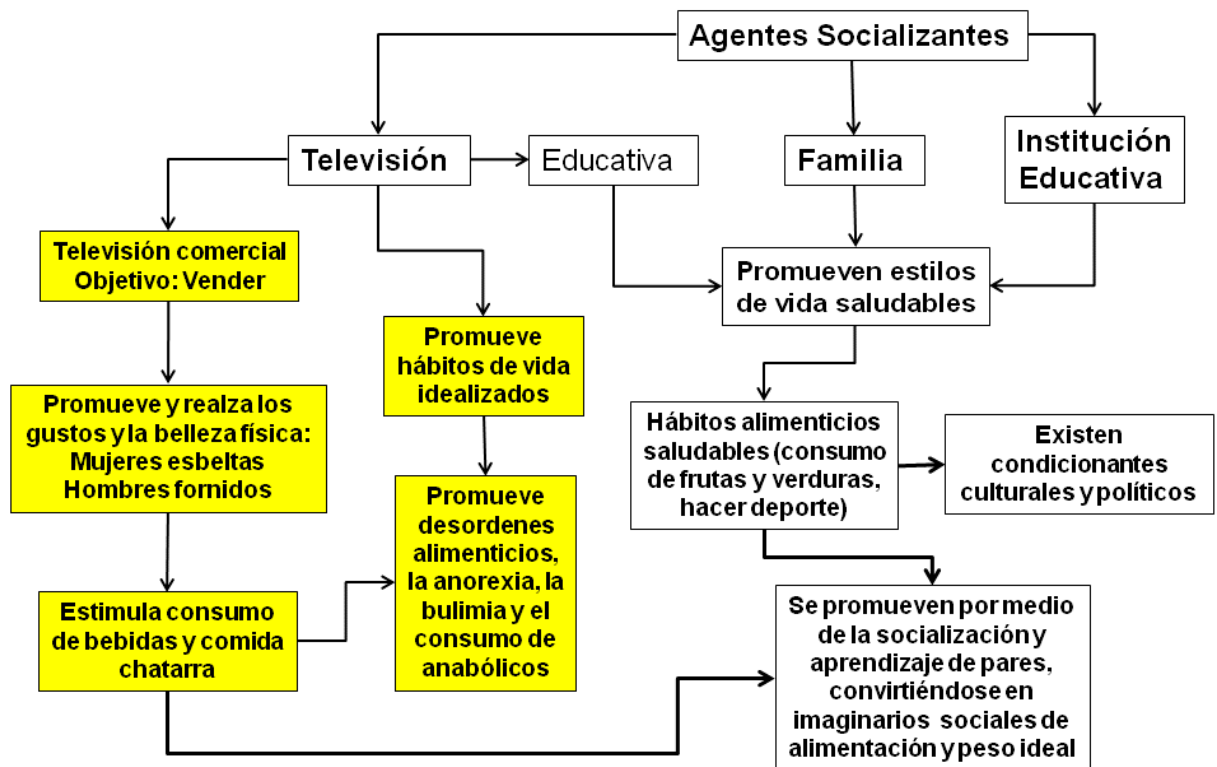 Agentes Socializantes
Televisión
Educativa
Familia
Institución
Educativa
Televisión comercial
Objetivo: Vender
Promueven estilos
de vida saludables
Promueve
hábitos de vida
idealizados
Promueve y realza los
gustos y la belleza física:
Mujeres esbeltas
Hombres fornidos
Hábitos alimenticios
saludables (consumo
de frutas y verduras,
hacer deporte)
Existen
condicionantes
culturales y políticos
Promueve
desordenes
alimenticios,
la anorexia, la
bulimia y el
consumo de
anabólicos
Estimula consumo
de bebidas y comida
chatarra
Se promueven por medio
de la socialización y
aprendizaje de pares,
convirtiéndose en
imaginarios sociales de
alimentación y peso ideal